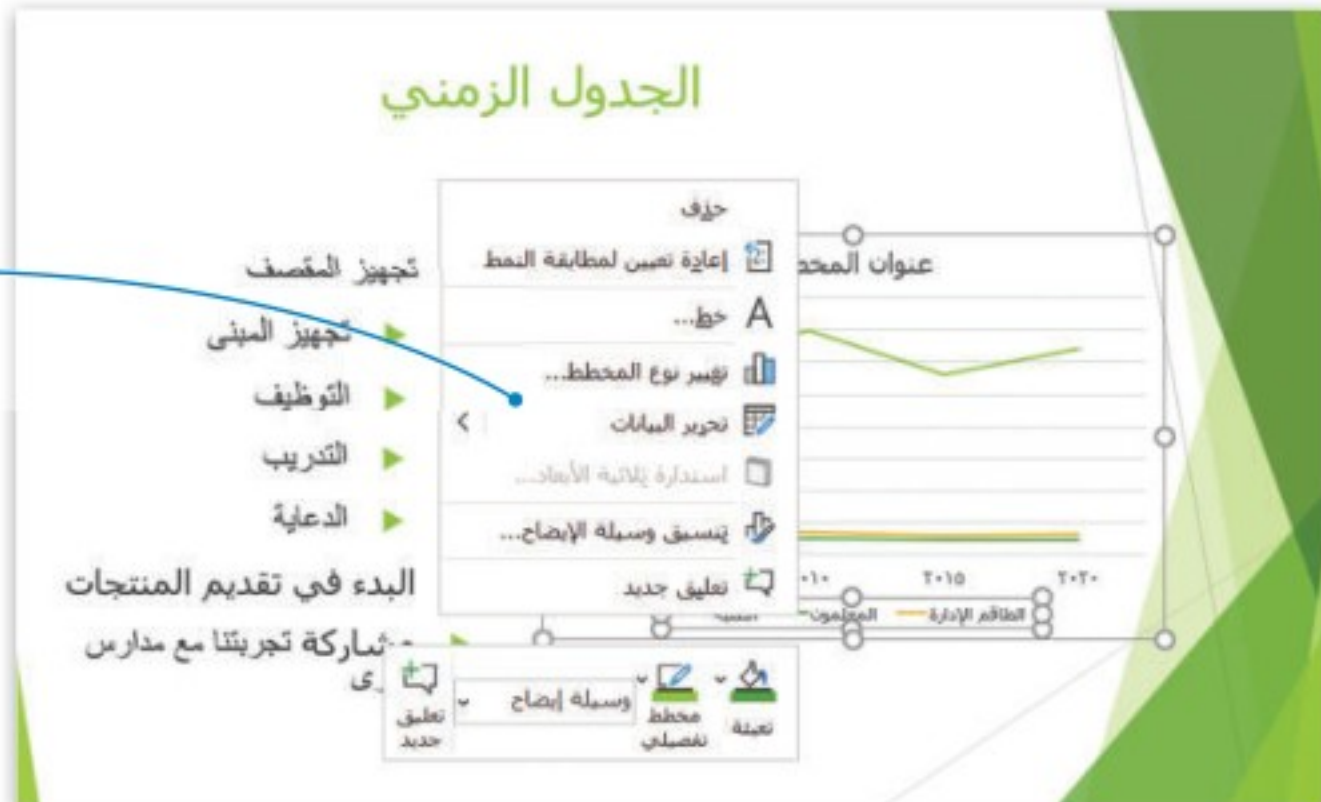 الجدول الزمني
تجهيز المقصف
تجهيز المبنى
التوظيف
التدريب
الدعاية
البدء في تقديم المنتجات
مشاركة تجربتنا مع مدارس
عنوان المخط
حذف
إعادة تعيين لمطابقة النمط
خط...
تغيير نوع المخطط...
تحرير البيانات
استدارة ثلاثية الأبعاد...
تنسيق وسيلة الإيضاح...
تعليق جديد
٢٠١٥ ٢٠٢٠
المعلمون الطاقم الإدارة
تعبئة
مخطط تفصيلي
وسيلة إيضاح
تعليق جديد